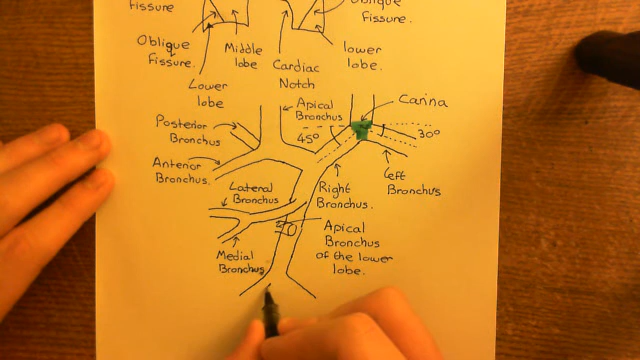 fissure
Oblique
Fissure.
Oblique
Fissure.
Middle
lobe
Lower
lobe
Cardiac
Notch
lower
lobe.
Apical
Bronchus
Carina
Posterior
Bronchus
45°
30°
Anterior
Bronchus.
Left
Bronchus
Lateral
Bronchus
Right
Bronchus.
Medial
Bronchus
Apical
Bronchus
of the lower
lobe.